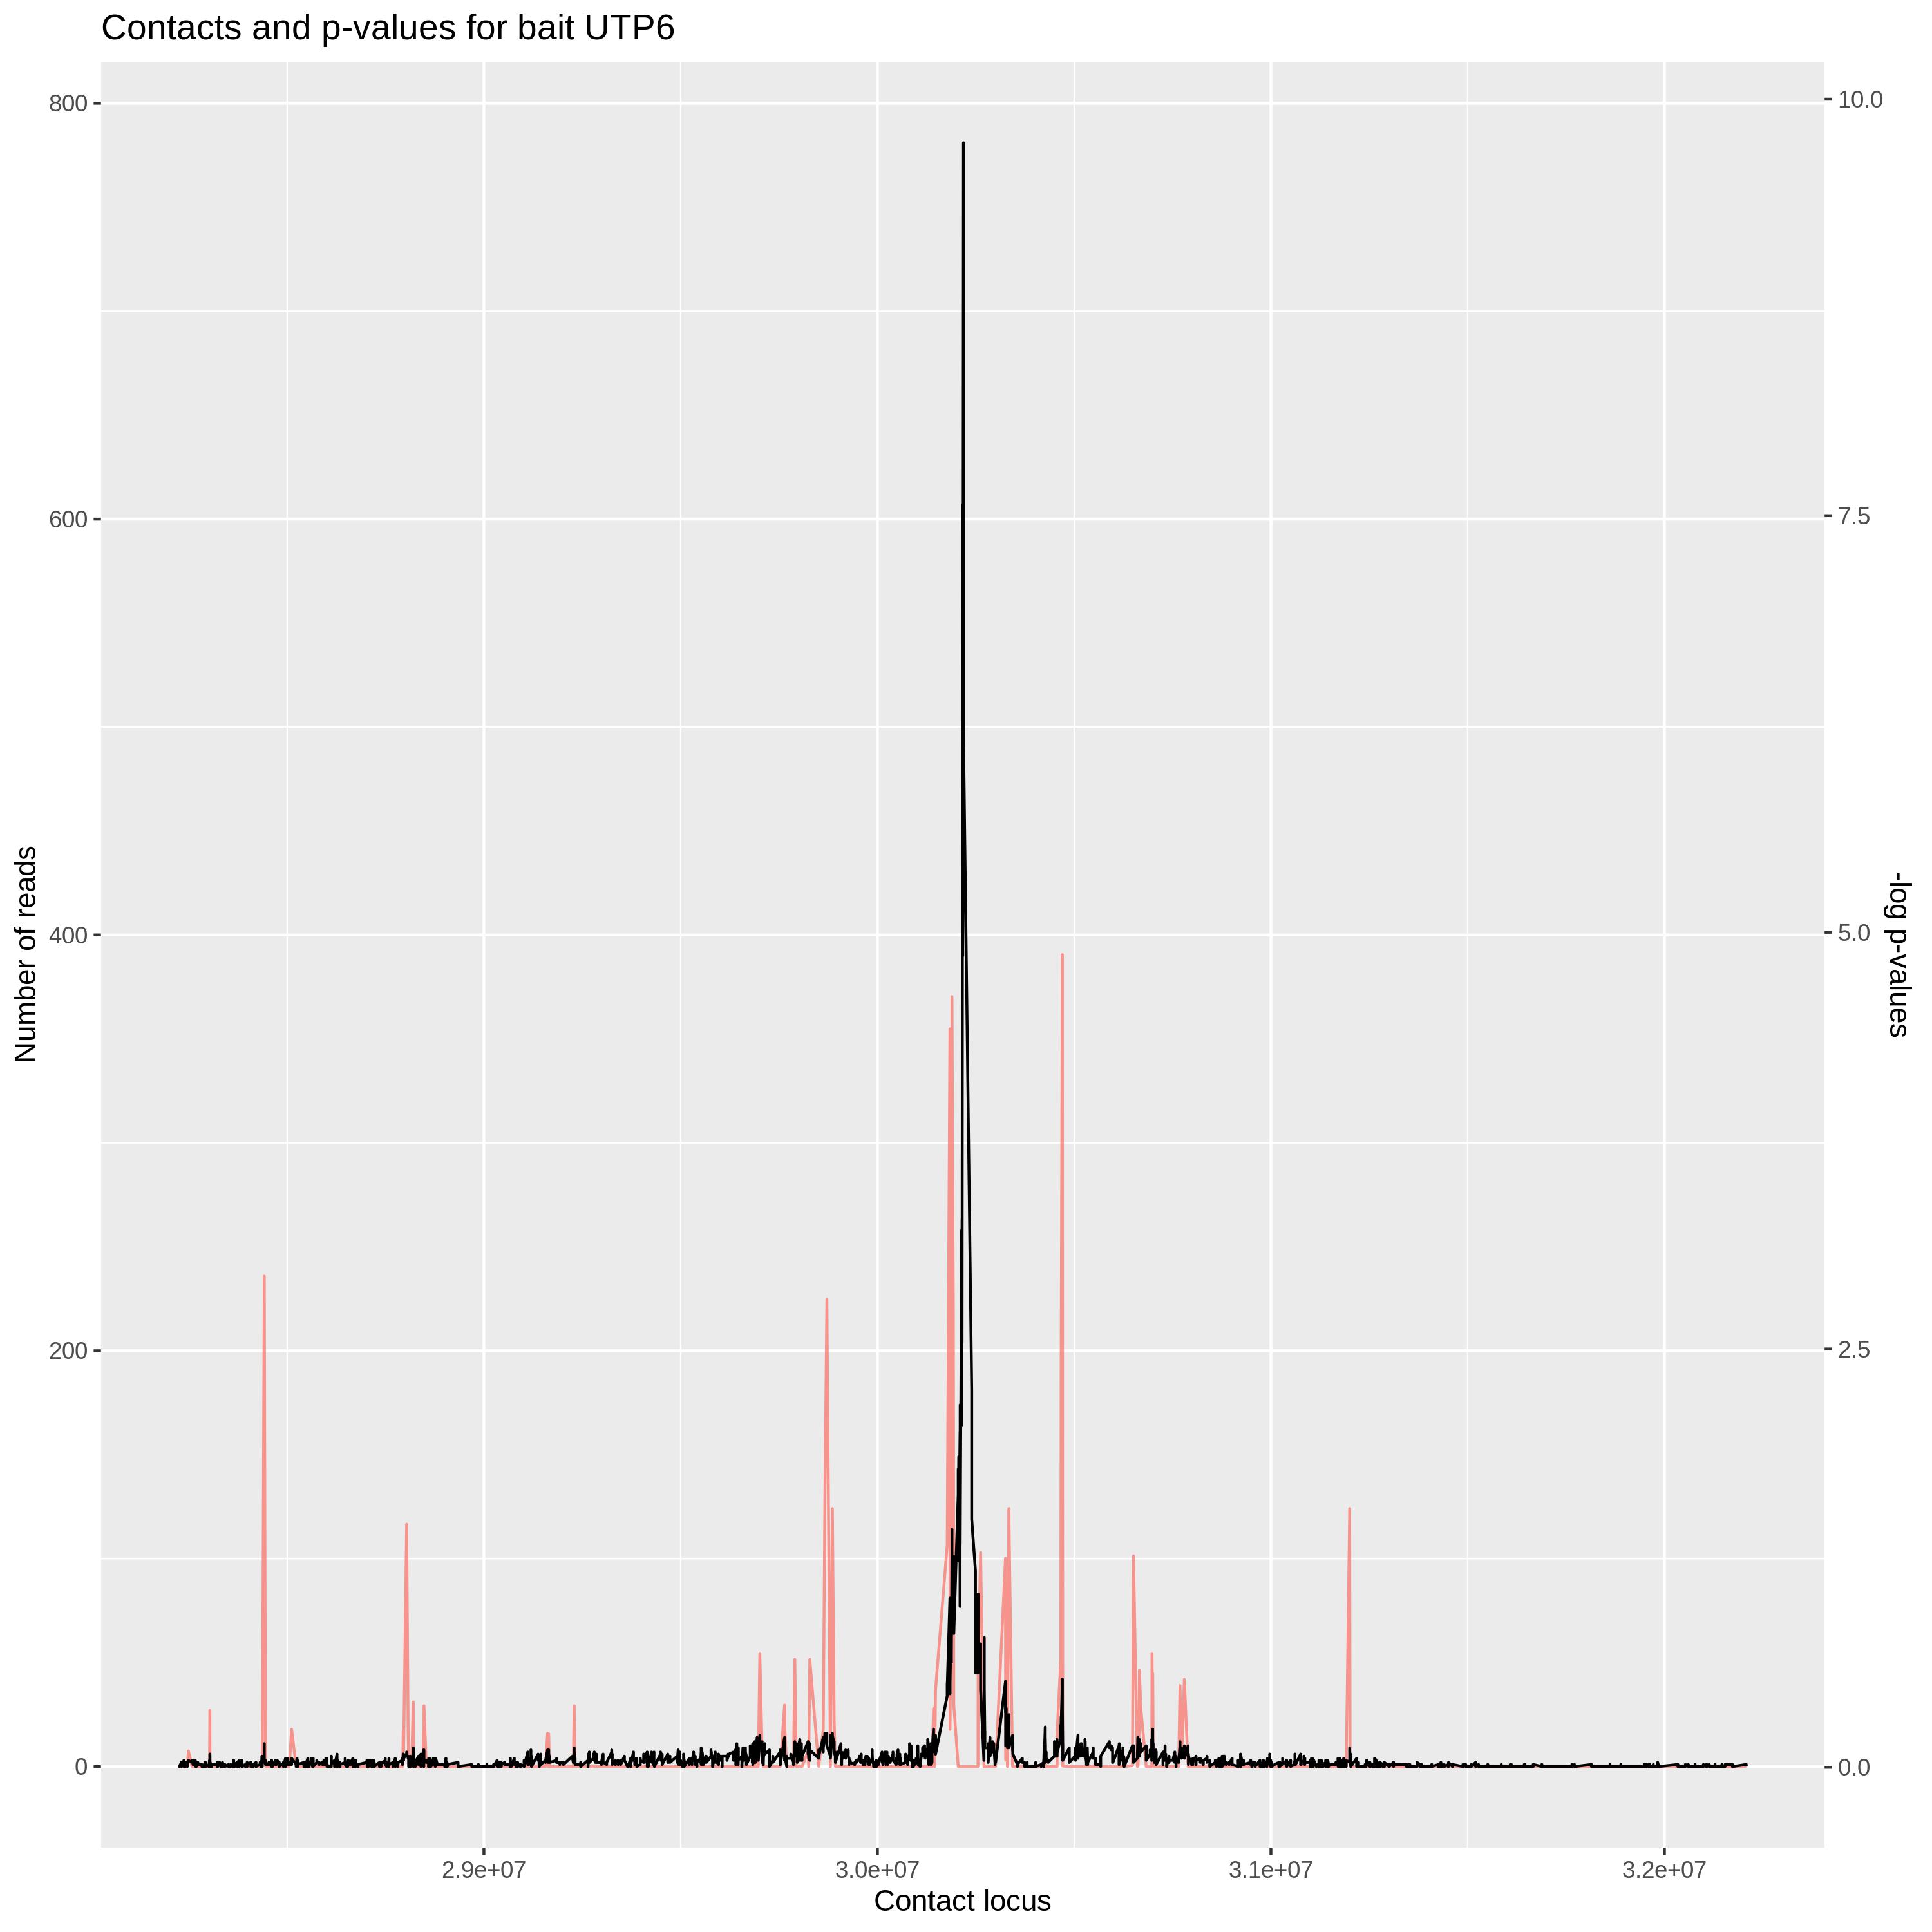 Contacts and p-values for bait UTP6
800
600
400
200
0
Number of reads
10.0
7.5
5.0
2.5
0.0
-log p-values
2.9e+07
3.0e+07
3.1e+07
3.2e+07
Contact locus